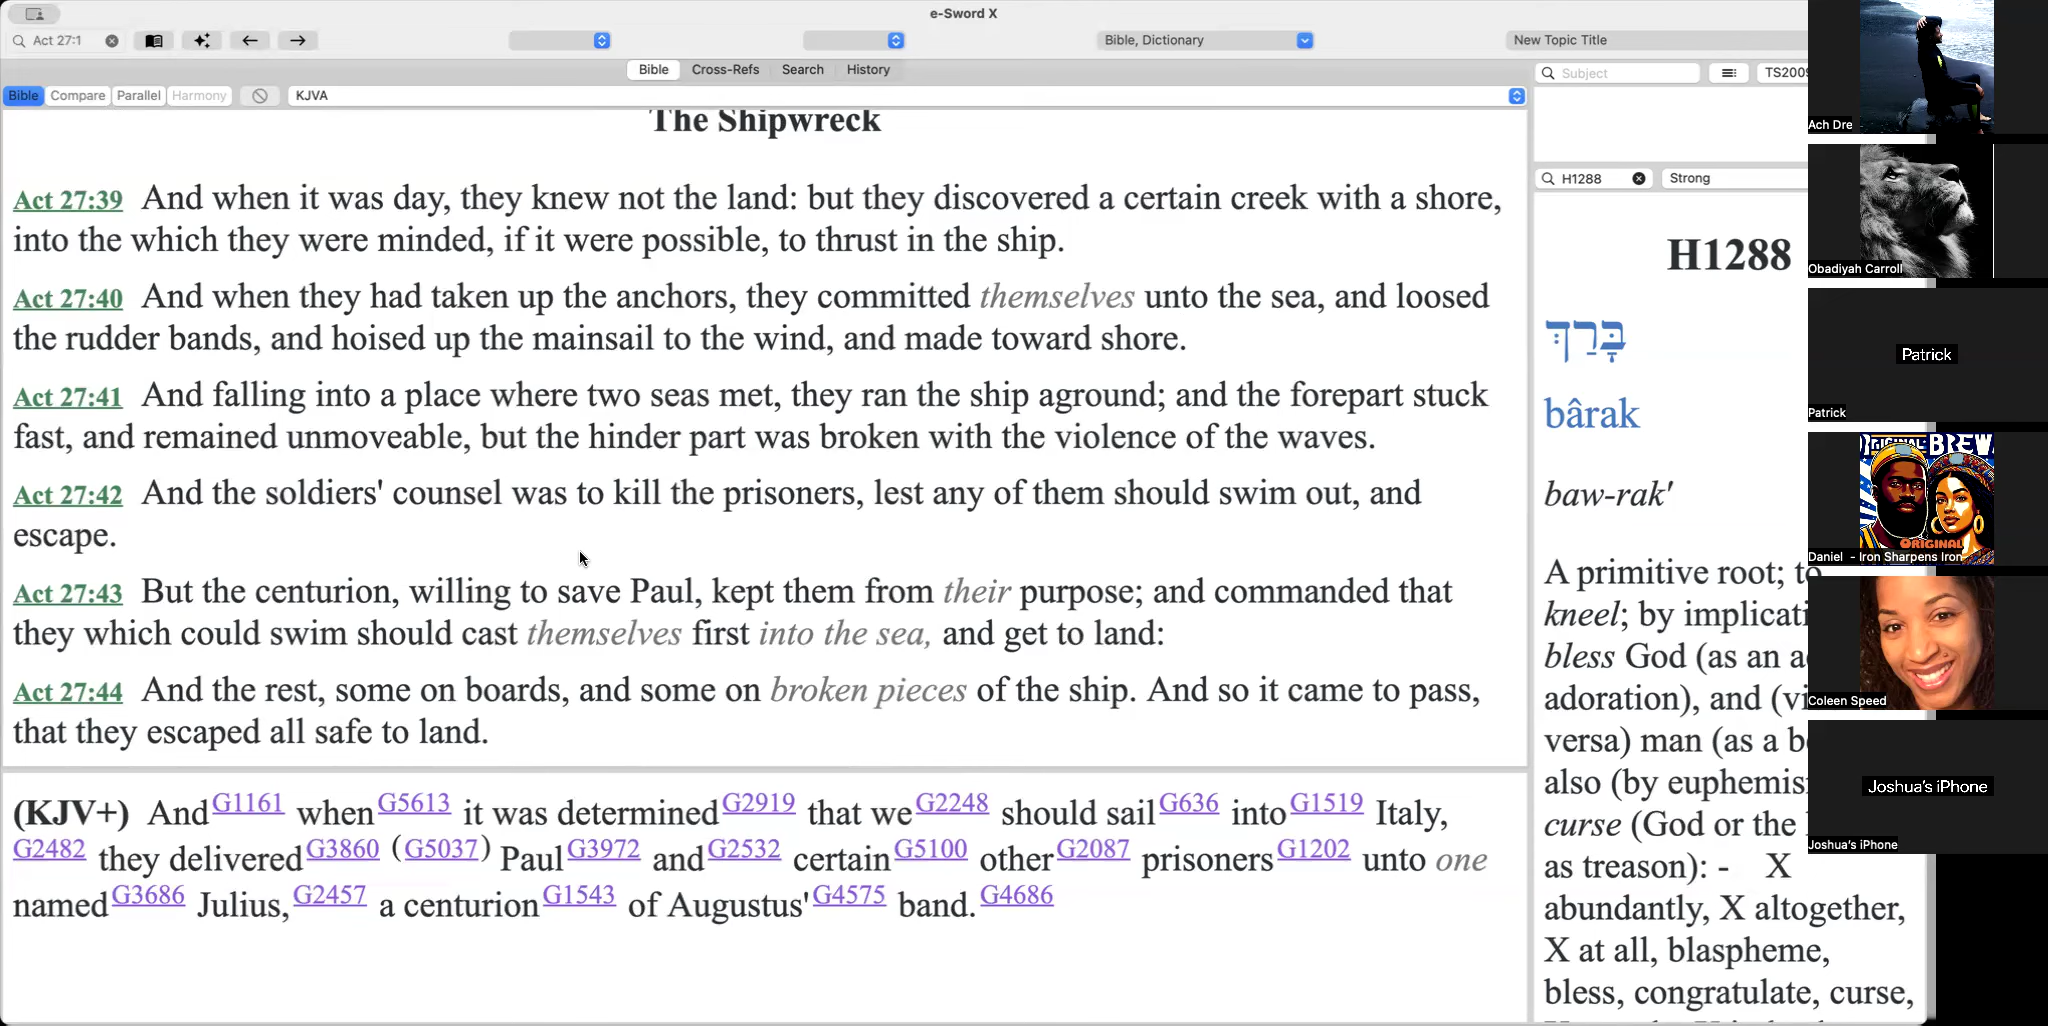 e-Sword X
Act 27:1
Bible, Dictionary
New Topic Title
Bible Cross-Refs Search History
Subject
TS2009
Bible Compare Parallel Harmony
KJVA
The Shipwreck
Act 27:39 And when it was day, they knew not the land: but they discovered a certain creek with a shore,
into the which they were minded, if it were possible, to thrust in the ship.
Act 27:40 And when they had taken up the anchors, they committed themselves unto the sea, and loosed
the rudder bands, and hoised up the mainsail to the wind, and made toward shore.
Act 27:41 And falling into a place where two seas met, they ran the ship aground; and the forepart stuck
fast, and remained unmoveable, but the hinder part was broken with the violence of the waves.
Act 27:42 And the soldiers' counsel was to kill the prisoners, lest any of them should swim out, and
escape.
Act 27:43 But the centurion, willing to save Paul, kept them from their purpose; and commanded that
they which could swim should cast themselves first into the sea, and get to land:
Act 27:44 And the rest, some on boards, and some on broken pieces of the ship. And so it came to pass,
that they escaped all safe to land.
(KJV+) And G1161 when G5613 it was determined G2919 that we G2248 should sail G636 into G1519 Italy,
G2482 they delivered G3860 (G5037) Paul G3972 and G2532 certain G5100 other G2087 prisoners G1202 unto one
named G3686 Julius, G2457 a centurion G1543 of Augustus' G4575 band. G4686
H1288
Strong
H1288
בָּרַךְ
bârak
baw-rak'
A primitive root; to
kneel; by
bless God (as an
adoration), and
versa) man (as a
also (by
curse (God or the
as treason): - X
abundantly, X altogether,
X at all, blaspheme,
bless, congratulate, curse,
Ach Dre
Obadiyah Carroll
Patrick
Patrick
ORIGINAL BREW
ORIGINAL
Daniel - Iron Sharpens Iron
Coleen Speed
Joshua's iPhone
Joshua's iPhone